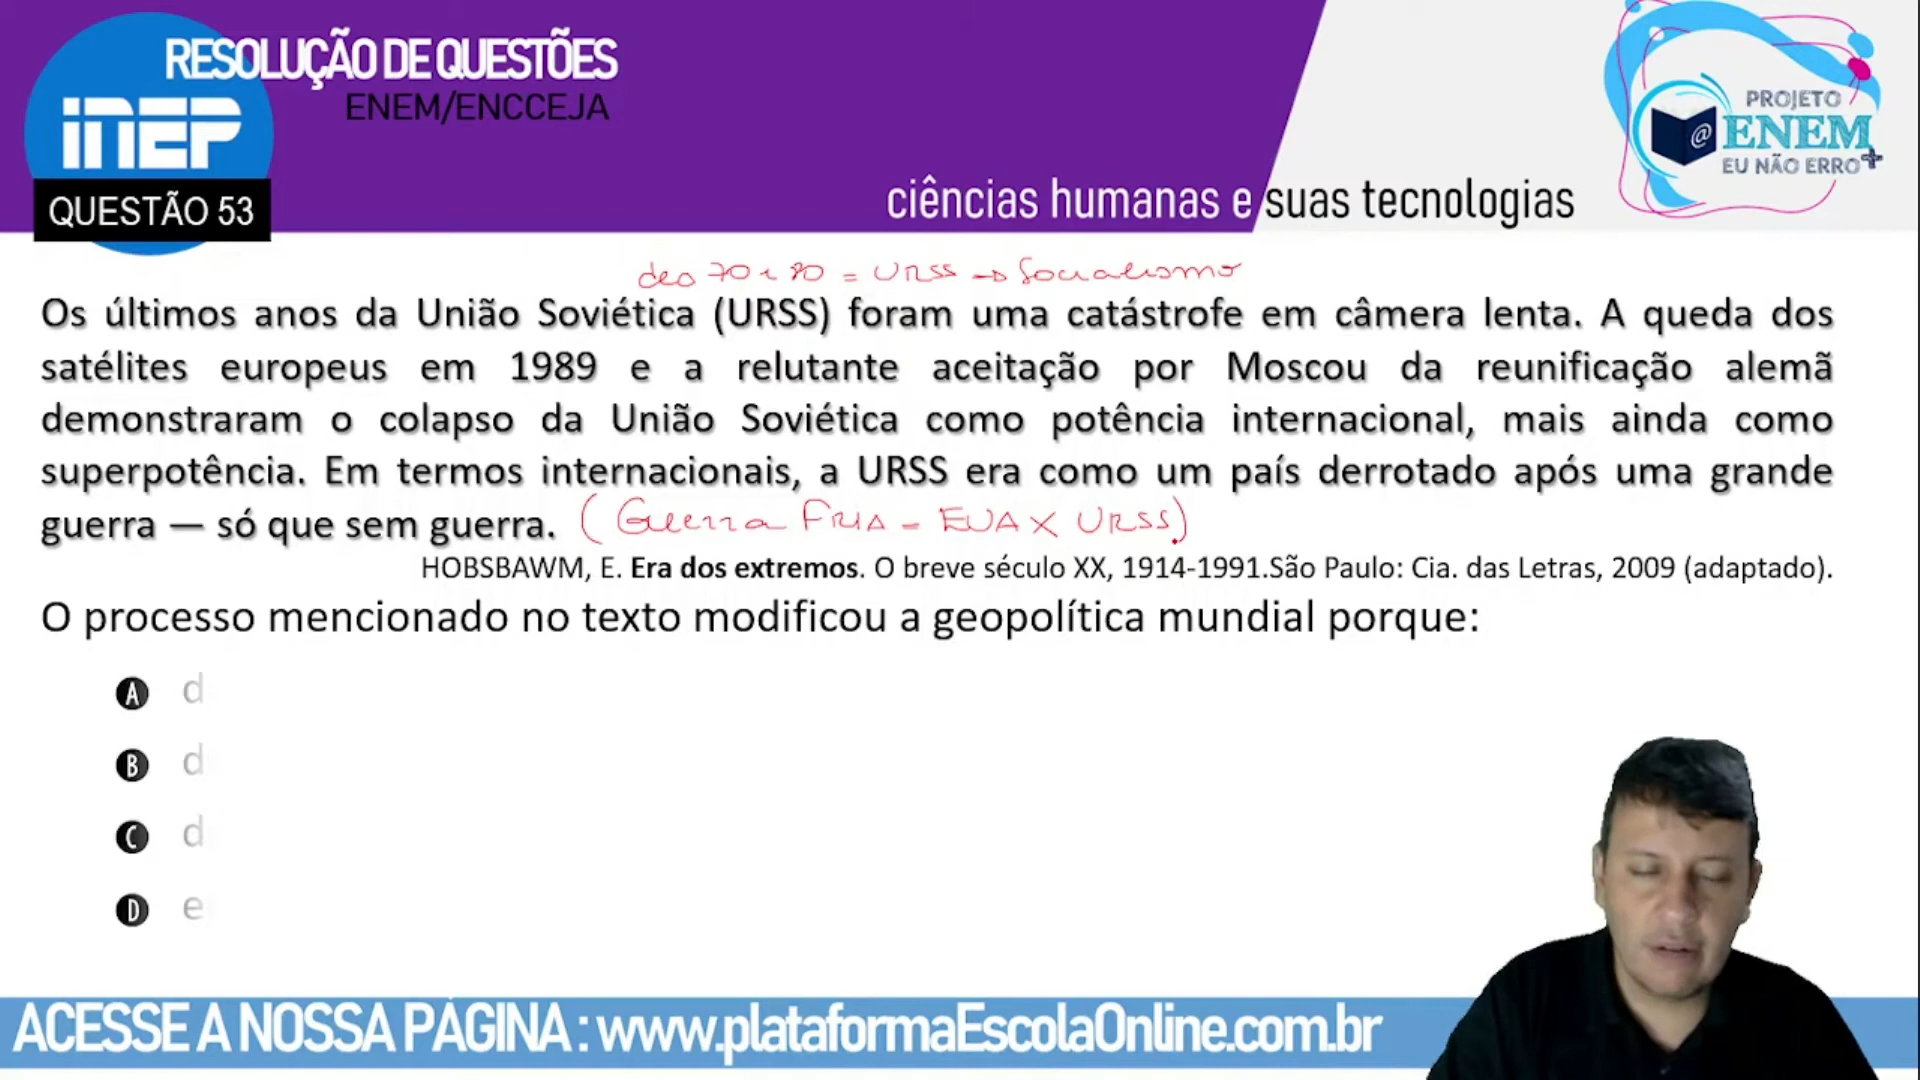 RESOLUÇÃO DE QUESTÕES
ENEM/ENCCEJA
INEP
QUESTÃO 53
PROJETO
@ENEM
EU NÃO ERRO+
ciências humanas e suas tecnologias
= URSS → Socialismo
Os últimos anos da União Soviética (URSS) foram uma catástrofe em câmera lenta. A queda dos
satélites europeus em 1989 e a relutante aceitação por Moscou da reunificação alemã
demonstraram o colapso da União Soviética como potência internacional, mais ainda como
superpotência. Em termos internacionais, a URSS era como um país derrotado após uma grande
guerra — só que sem guerra. (Guerra FRIA - EUA X URSS)
HOBSBAWM, E. Era dos extremos. O breve século XX, 1914-1991.São Paulo: Cia. das Letras, 2009 (adaptado).
O processo mencionado no texto modificou a geopolítica mundial porque:
A d
B d
C d
D e
ACESSE A NOSSA PÁGINA : www.plataformaEscolaOnline.com.br